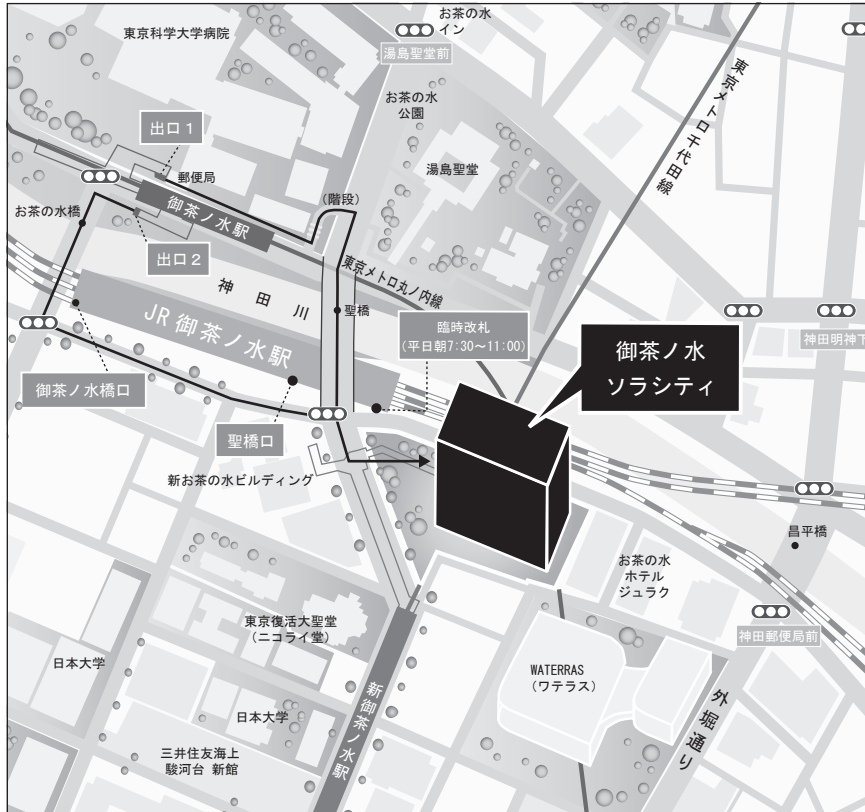 東京科学大学病院
お茶の水
イン
湯島聖堂前
出口1
郵便局
お茶の水
公園
湯島聖堂
東京メトロ千代田線
(階段)
お茶の水橋
御茶ノ水駅
出口2
神田川
東京メトロ丸ノ内線
聖橋
JR 御茶ノ水駅
臨時改札
(平日朝7:30〜11:00)
御茶ノ水
ソラシティ
神田明神下
御茶ノ水橋口
聖橋口
新お茶の水ビルディング
昌平橋
お茶の水
ホテル
ジュラク
神田郵便局前
東京復活大聖堂
(ニコライ堂)
日本大学
WATERRAS
(ワテラス)
日本大学
新御茶ノ水駅
外堀通り
三井住友海上
駿河台 新館